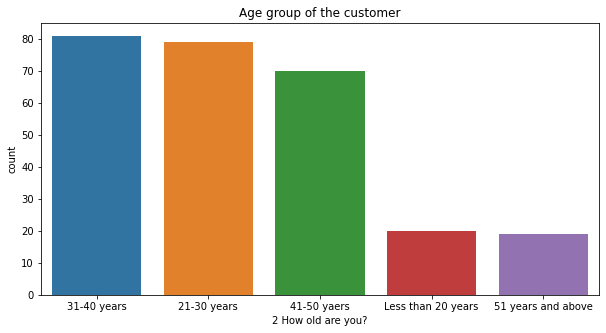 Age group of the customer
80
70
60
50
40
30
20
10
0
count
31-40 years 21-30 years 41-50 yaers Less than 20 years 51 years and above
2 How old are you?